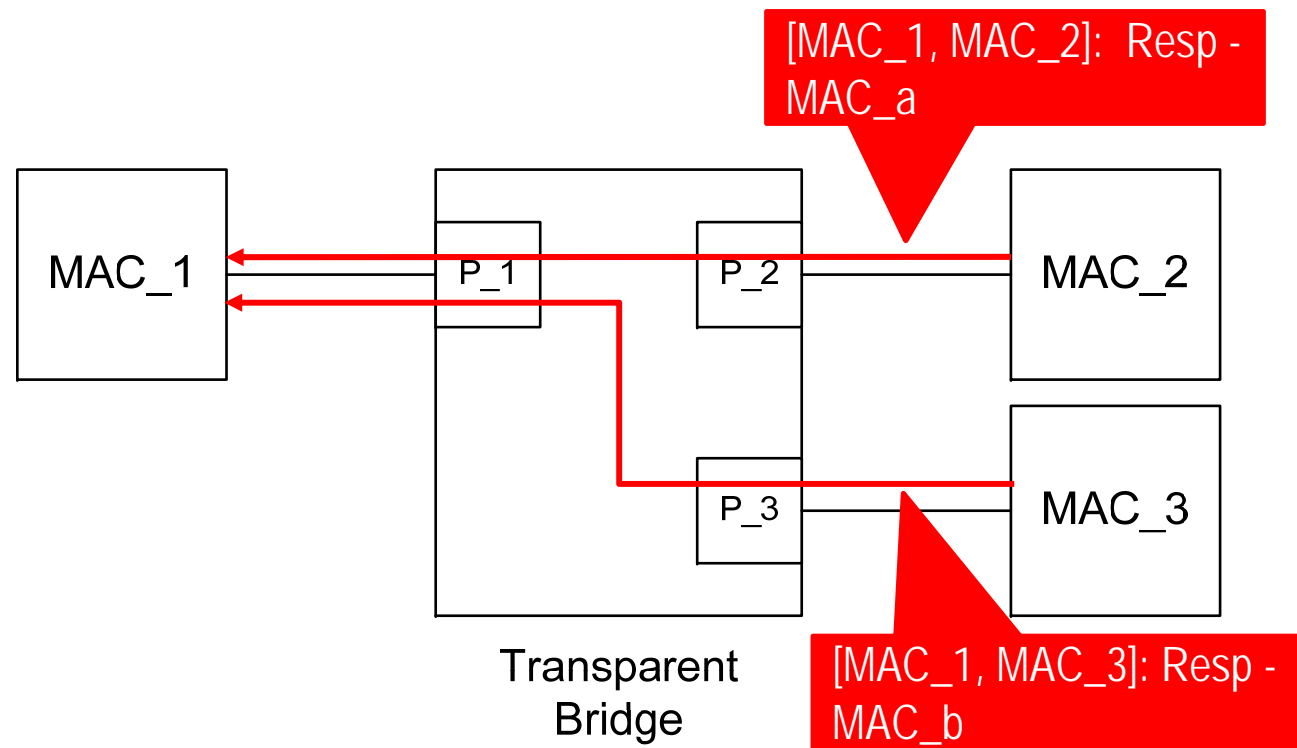 [MAC_1, MAC_2]: Resp -
MAC_a
MAC_1
P_1
P_2
MAC_2
P_3
MAC_3
Transparent
Bridge
[MAC_1, MAC_3]: Resp -
MAC_b